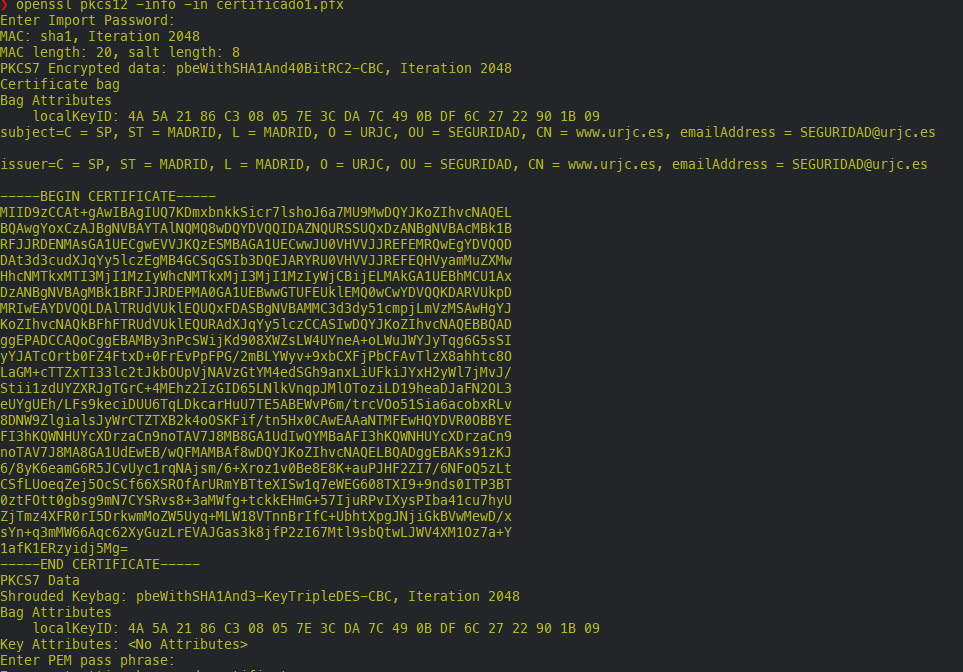 ❯ openssl pkcs12 -info -in certificado1.pfx
Enter Import Password:
MAC: sha1, Iteration 2048
MAC length: 20, salt length: 8
PKCS7 Encrypted data: pbeWithSHA1And40BitRC2-CBC, Iteration 2048
Certificate bag
Bag Attributes
    localKeyID: 4A 5A 21 86 C3 08 05 7E 3C DA 7C 49 0B DF 6C 27 22 90 1B 09
subject=C = SP, ST = MADRID, L = MADRID, O = URJC, OU = SEGURIDAD, CN = www.urjc.es, emailAddress = SEGURIDAD@urjc.es
issuer=C = SP, ST = MADRID, L = MADRID, O = URJC, OU = SEGURIDAD, CN = www.urjc.es, emailAddress = SEGURIDAD@urjc.es
-----BEGIN CERTIFICATE-----
MIID9zCCAt+gAwIBAgIUQ7KDmxbnkkSicr7lshoJ6a7MU9MwDQYJKoZIhvcNAQEL
BQAwgYoxCzAJBgNVBAYTAlNQMQ8wDQYDVQQIDAZNQURSSUQxDzANBgNVBAcMBk1B
RFJJRDENMAsGA1UECgwEVVJKQzESMBAGA1UECwwJU0VHVVJJREFEMRQwEgYDVQQD
DAt3d3cudXJqYy5lczEgMB4GCSqGSIb3DQEJARYRU0VHVVJJREFEQHVyamMuZXMw
HhcNMTkxMTI3MjI1MzIyWhcNMTkxMjI3MjI1MzIyWjCBijELMAkGA1UEBhMCU1Ax
DzANBgNVBAgMBk1BRFJJRDEPMA0GA1UEBwwGTUFEUklEMQ0wCwYDVQQKDARVUkpD
MRIwEAYDVQQLDAlTRUdVUklEQUQxFDASBgNVBAMMC3d3dy51cmpjLmVzMSAwHgYJ
KoZIhvcNAQkBFhFTRUdVUklEQURAdXJqYy5lczCCASIwDQYJKoZIhvcNAQEBBQAD
ggEPADCCAQoCggEBAMBy3nPcSWijKd908XWZsLW4UYneA+oLWuJWYJyTqg6G5sSI
yYJATcOrtb0FZ4FtxD+0FrEvPpFPG/2mBLYWyv+9xbCXFjPbCFAvTlzX8ahhtc8O
LaGM+cTTZxTI33lc2tJkbOUpVjNAVzGtYM4edSGh9anxLiUFkiJYxH2yWl7jMvJ/
Stii1zdUYZXRJgTGrC+4MEhz2IzGID65LNlkVnqpJMlOTozilD19headDJaFN2OL3
eUYgUEh/LFs9keciDUU6TqLDkcarHuU7TE5ABEWvP6m/trcVOo51Sia6acobxRLv
8DNW9ZlgialsJyWrCTZTXB2k4oOSKFif/tn5Hx0CAwEAAaNTMFEwHQYDVR0OBBYE
FI3hKQWNHUYcXDrzaCn9noTAV7J8MB8GA1UdIwQYMBaAFI3hKQWNHUYcXDrzaCn9
noTAV7J8MA8GA1UdEwEB/wQFMAMBAf8wDQYJKoZIhvcNAQELBQADggEBAKs91zKJ
6/8yK6eamG6R5JCvUyc1rqNAjsm/6+Xroz1v0Be8E8K+auPJHF2ZI7/6NFoQ5zLt
CSfLUoeqZej5OcSCf66XSROfArURmYBTteXISw1q7eWEG608TXI9+9nds0ITP3BT
0ztFOtt0gbsg9mN7CYSRvs8+3aMWfg+tckkEHmG+57IjuRPvIXysPIba41cu7hyU
ZjTmz4XFR0rI5DrkwmMoZW5Uyq+MLW18VTnnBrIfC+UbhtXpgJNjiGkBVwMewD/x
sYn+q3mMW66Aqc62XyGuzLrEVAJGas3k8jfP2zI67Mtl9sbQtwLJWV4XM1Oz7a+Y
1afK1ERzyidj5Mg=
-----END CERTIFICATE-----
PKCS7 Data
Shrouded Keybag: pbeWithSHA1And3-KeyTripleDES-CBC, Iteration 2048
Bag Attributes
    localKeyID: 4A 5A 21 86 C3 08 05 7E 3C DA 7C 49 0B DF 6C 27 22 90 1B 09
Key Attributes: <No Attributes>
Enter PEM pass phrase: